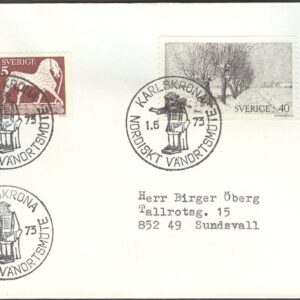 5 SVERIGE
SVERIGE 40
KARLSKRONA
1.6 73
NORDISKT VÄNORTSMÖTE
KARLSKRONA
73
VÄNORTSMÖTE
Herr Birger Öberg
Tallrotsg. 15
852 49 Sundsvall